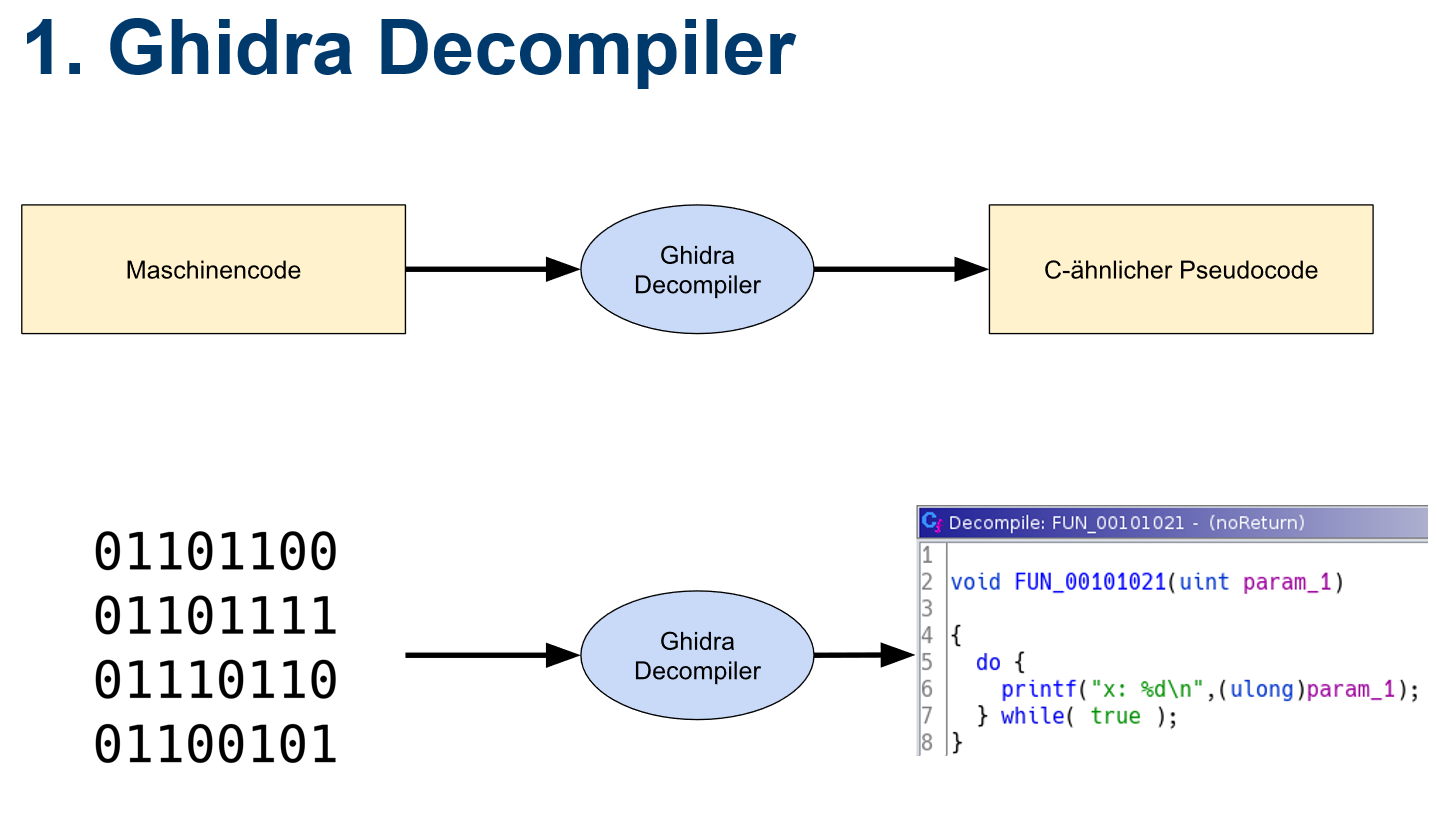 1. Ghidra Decompiler
Maschinencode
Ghidra
Decompiler
C-ähnlicher Pseudocode
01101100
01101111
01110110
01100101
Ghidra
Decompiler
Decompile: FUN_00101021 - (noReturn)
1
2 void FUN_00101021(uint param_1)
3
4 {
5   do {
6     printf("x: %d\n",(ulong)param_1);
7   } while( true );
8 }